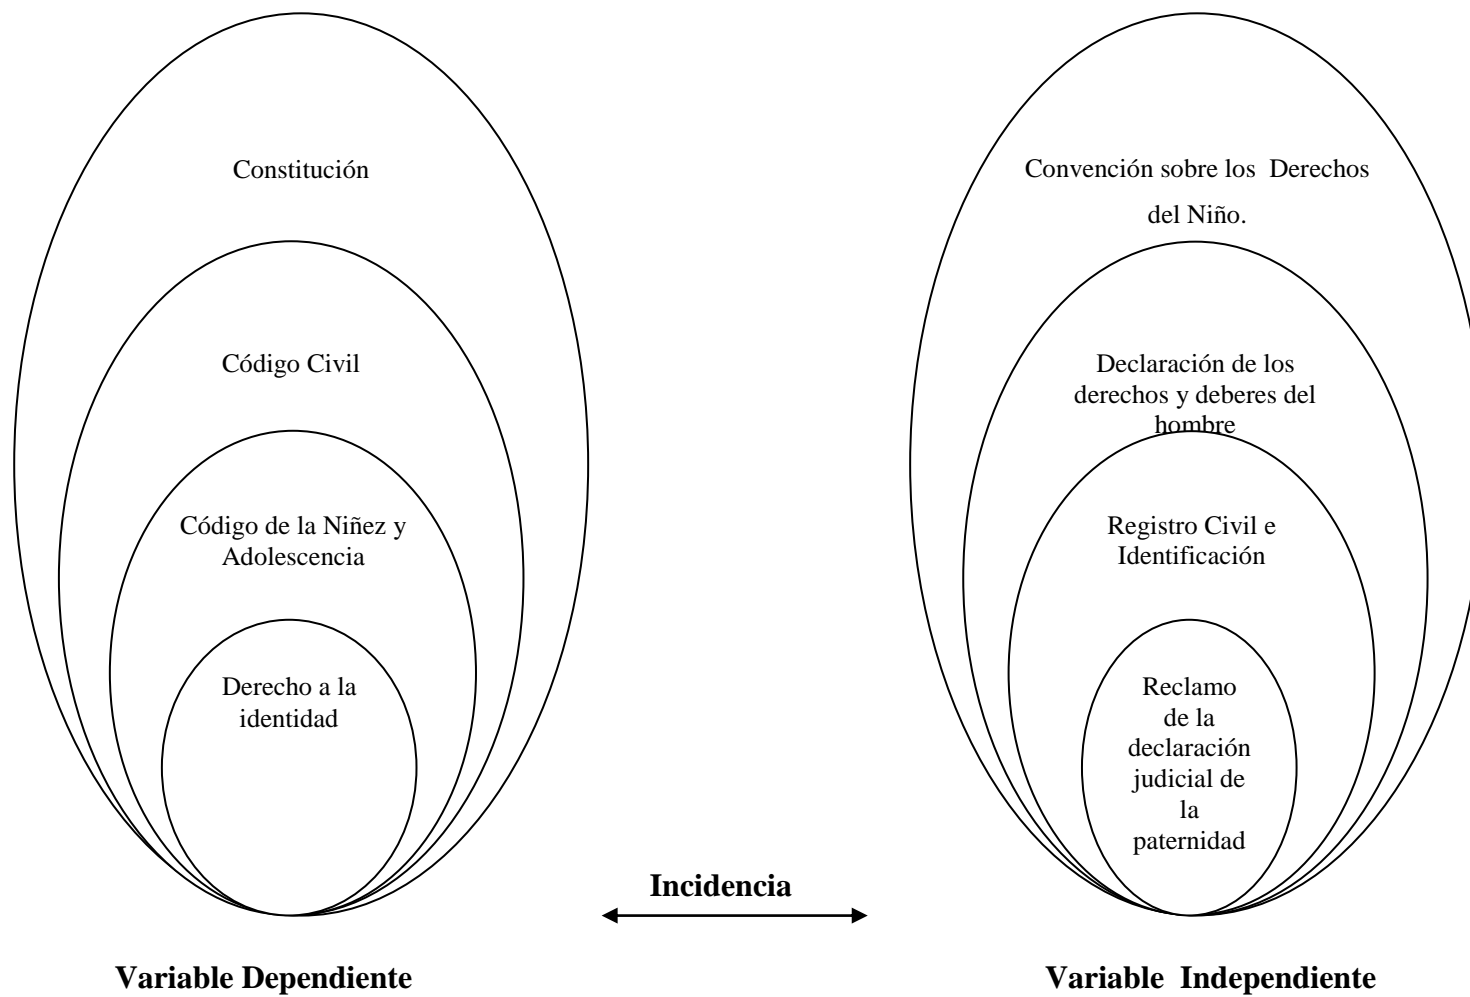 Constitución
Código Civil
Código de la Niñez y
Adolescencia
Derecho a la
identidad
Variable Dependiente
Incidencia
Convención sobre los Derechos
del Niño.
Declaración de los
derechos y deberes del
hombre
Registro Civil e
Identificación
Reclamo
de la
declaración
judicial de
la
paternidad
Variable Independiente